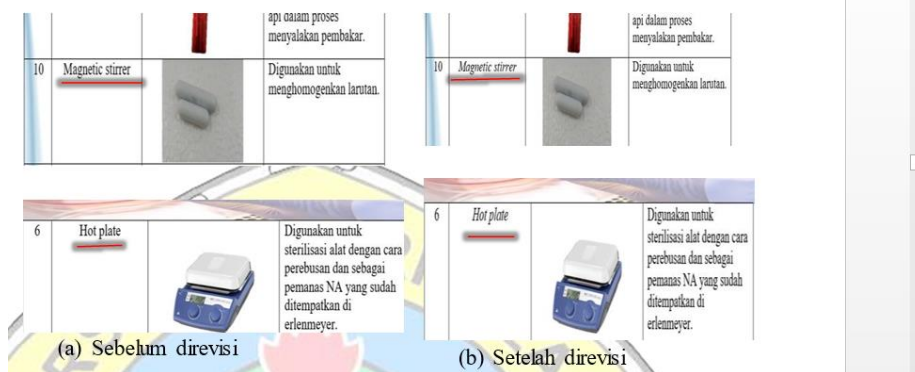 api dalam proses
menyalakan pembakar.
10 Magnetic stirrer Digunakan untuk
menghomogenkan larutan.
6 Hot plate Digunakan untuk
sterilisasi alat dengan cara
perebusan dan sebagai
pemanas NA yang sudah
ditempatkan di
erlenmeyer.
(a) Sebelum direvisi
api dalam proses
menyalakan pembakar.
10 Magnetic stirrer Digunakan untuk
menghomogenkan larutan.
6 Hot plate Digunakan untuk
sterilisasi alat dengan cara
perebusan dan sebagai
pemanas NA yang sudah
ditempatkan di
erlenmeyer.
(b) Setelah direvisi